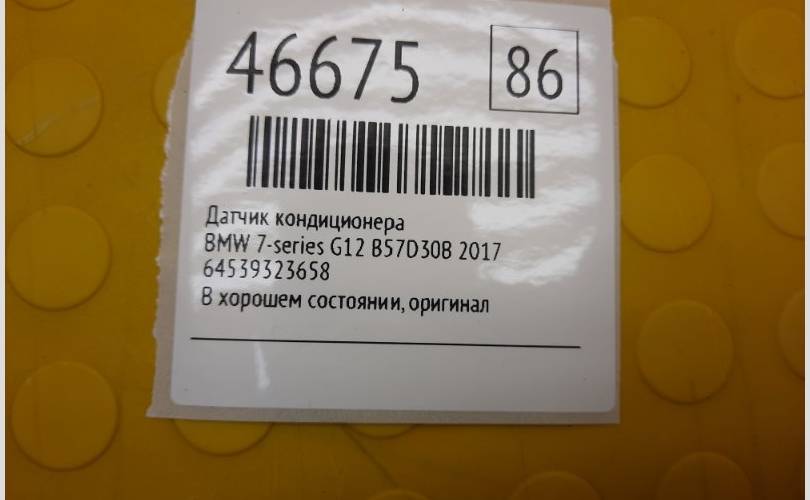 46675
86
Датчик кондиционера
BMW 7-series G12 B57D30B 2017
64539323658
В хорошем состоянии, оригинал